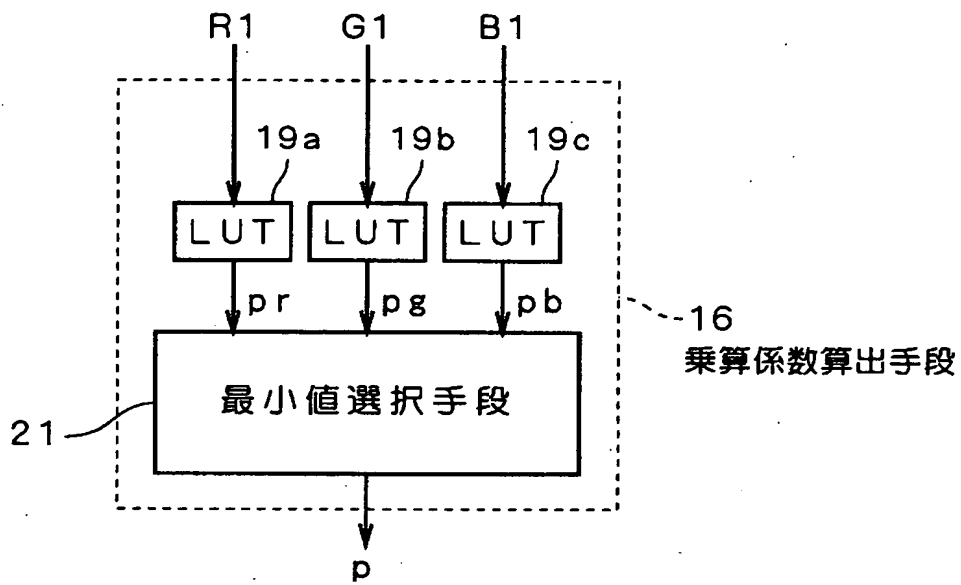 R1 G1 B1
19a 19b 19c
LUT LUT LUT
pr pg pb
16
乗算係数算出手段
最小値選択手段
21
p